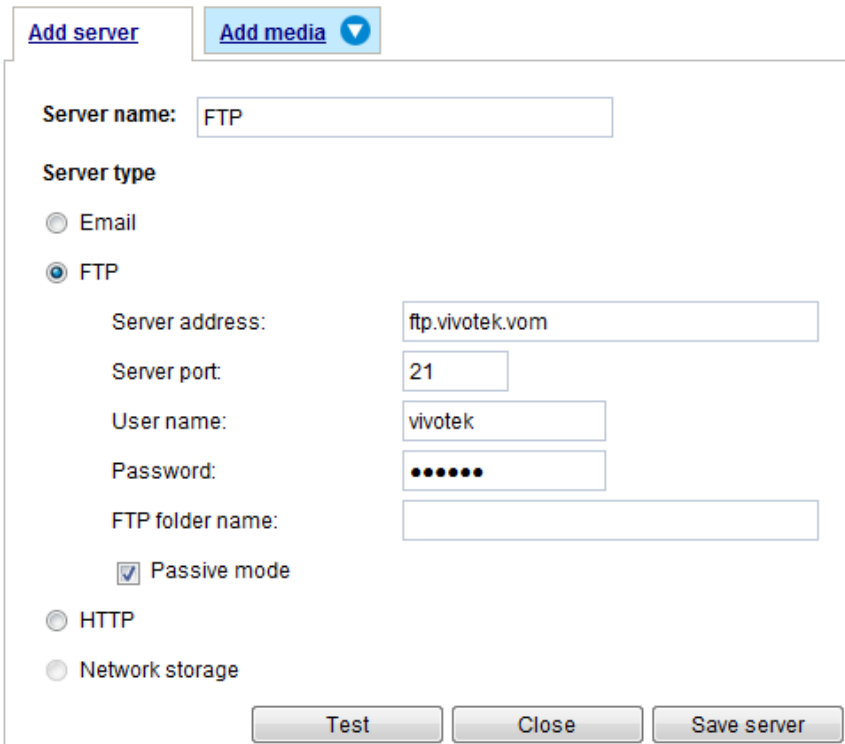 Add server Add media
Server name: FTP
Server type
Email
FTP
Server address: ftp.vivotek.vom
Server port: 21
User name: vivotek
Password: ●●●●●●
FTP folder name:
Passive mode
HTTP
Network storage
Test Close Save server